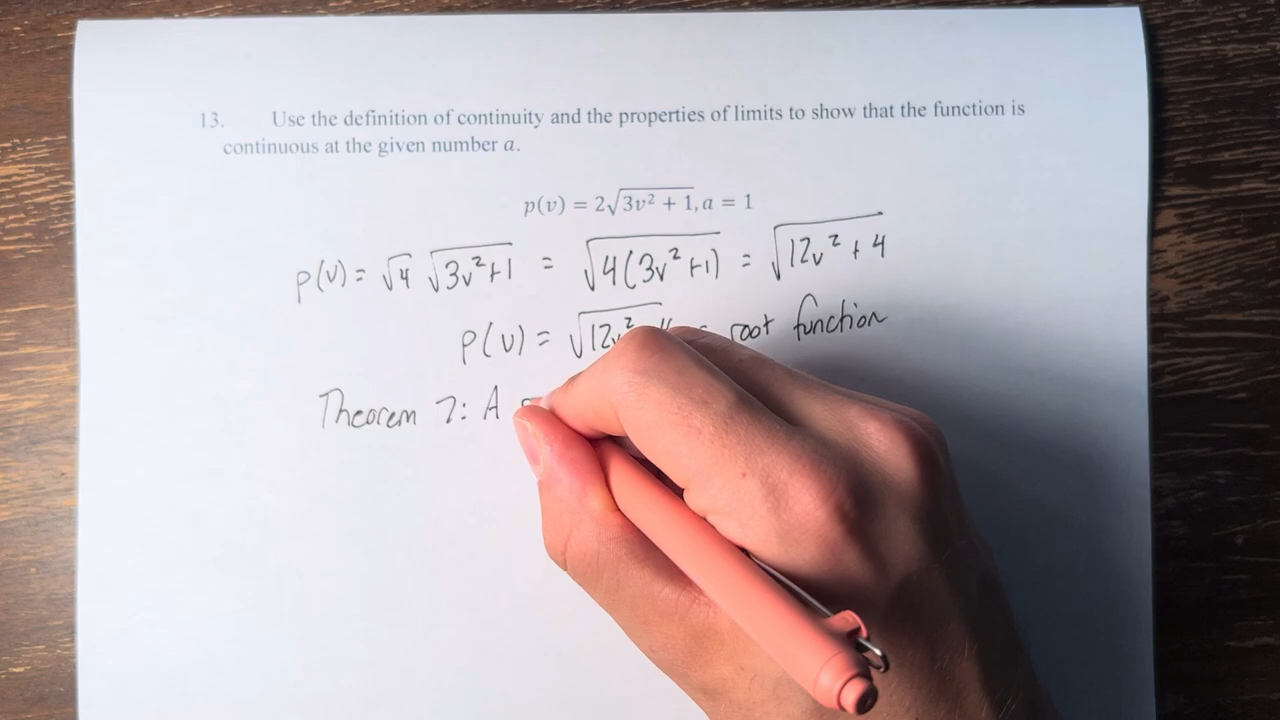 13. Use the definition of continuity and the properties of limits to show that the function is
continuous at the given number a.
p(v) = 2√(3v² + 1), a = 1
p(v) = √4 √(3v²+1) = √(4(3v²+1)) = √(12v²+4)
p(v) = √(12v² root function
Theorem 7: A